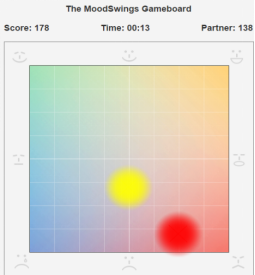 The MoodSwings Gameboard
Score: 178 Time: 00:13 Partner: 138